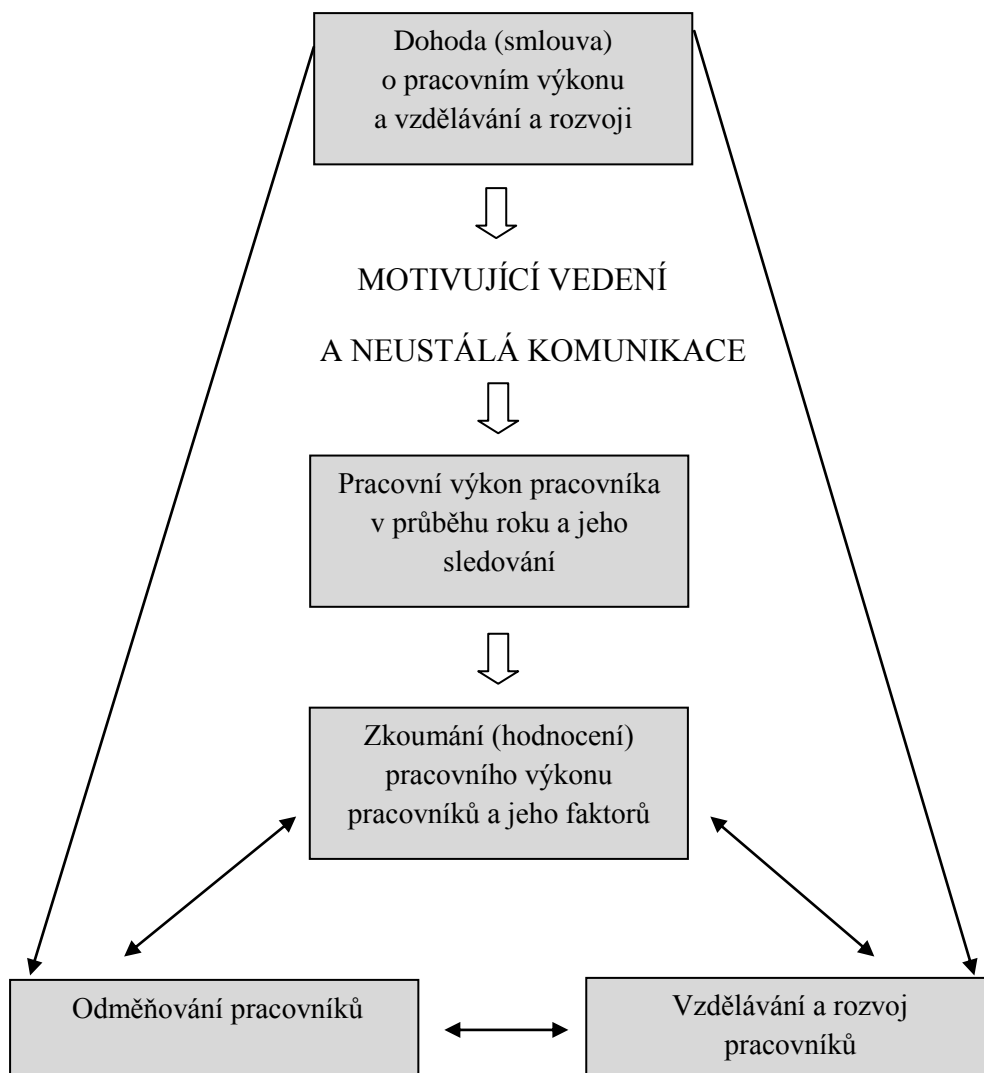 Dohoda (smlouva)
o pracovním výkonu
a vzdělávání a rozvoji
MOTIVUJÍCÍ VEDENÍ
A NEUSTÁLÁ KOMUNIKACE
Pracovní výkon pracovníka
v průběhu roku a jeho
sledování
Zkoumání (hodnocení)
pracovního výkonu
pracovníků a jeho faktorů
Odměňování pracovníků
Vzdělávání a rozvoj
pracovníků